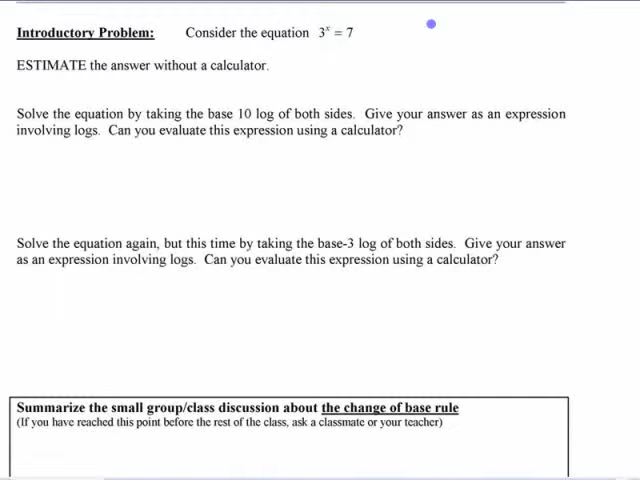 Introductory Problem: Consider the equation 3ˣ = 7
ESTIMATE the answer without a calculator.
Solve the equation by taking the base 10 log of both sides. Give your answer as an expression
involving logs. Can you evaluate this expression using a calculator?
Solve the equation again, but this time by taking the base-3 log of both sides. Give your answer
as an expression involving logs. Can you evaluate this expression using a calculator?
Summarize the small group/class discussion about the change of base rule
(If you have reached this point before the rest of the class, ask a classmate or your teacher)